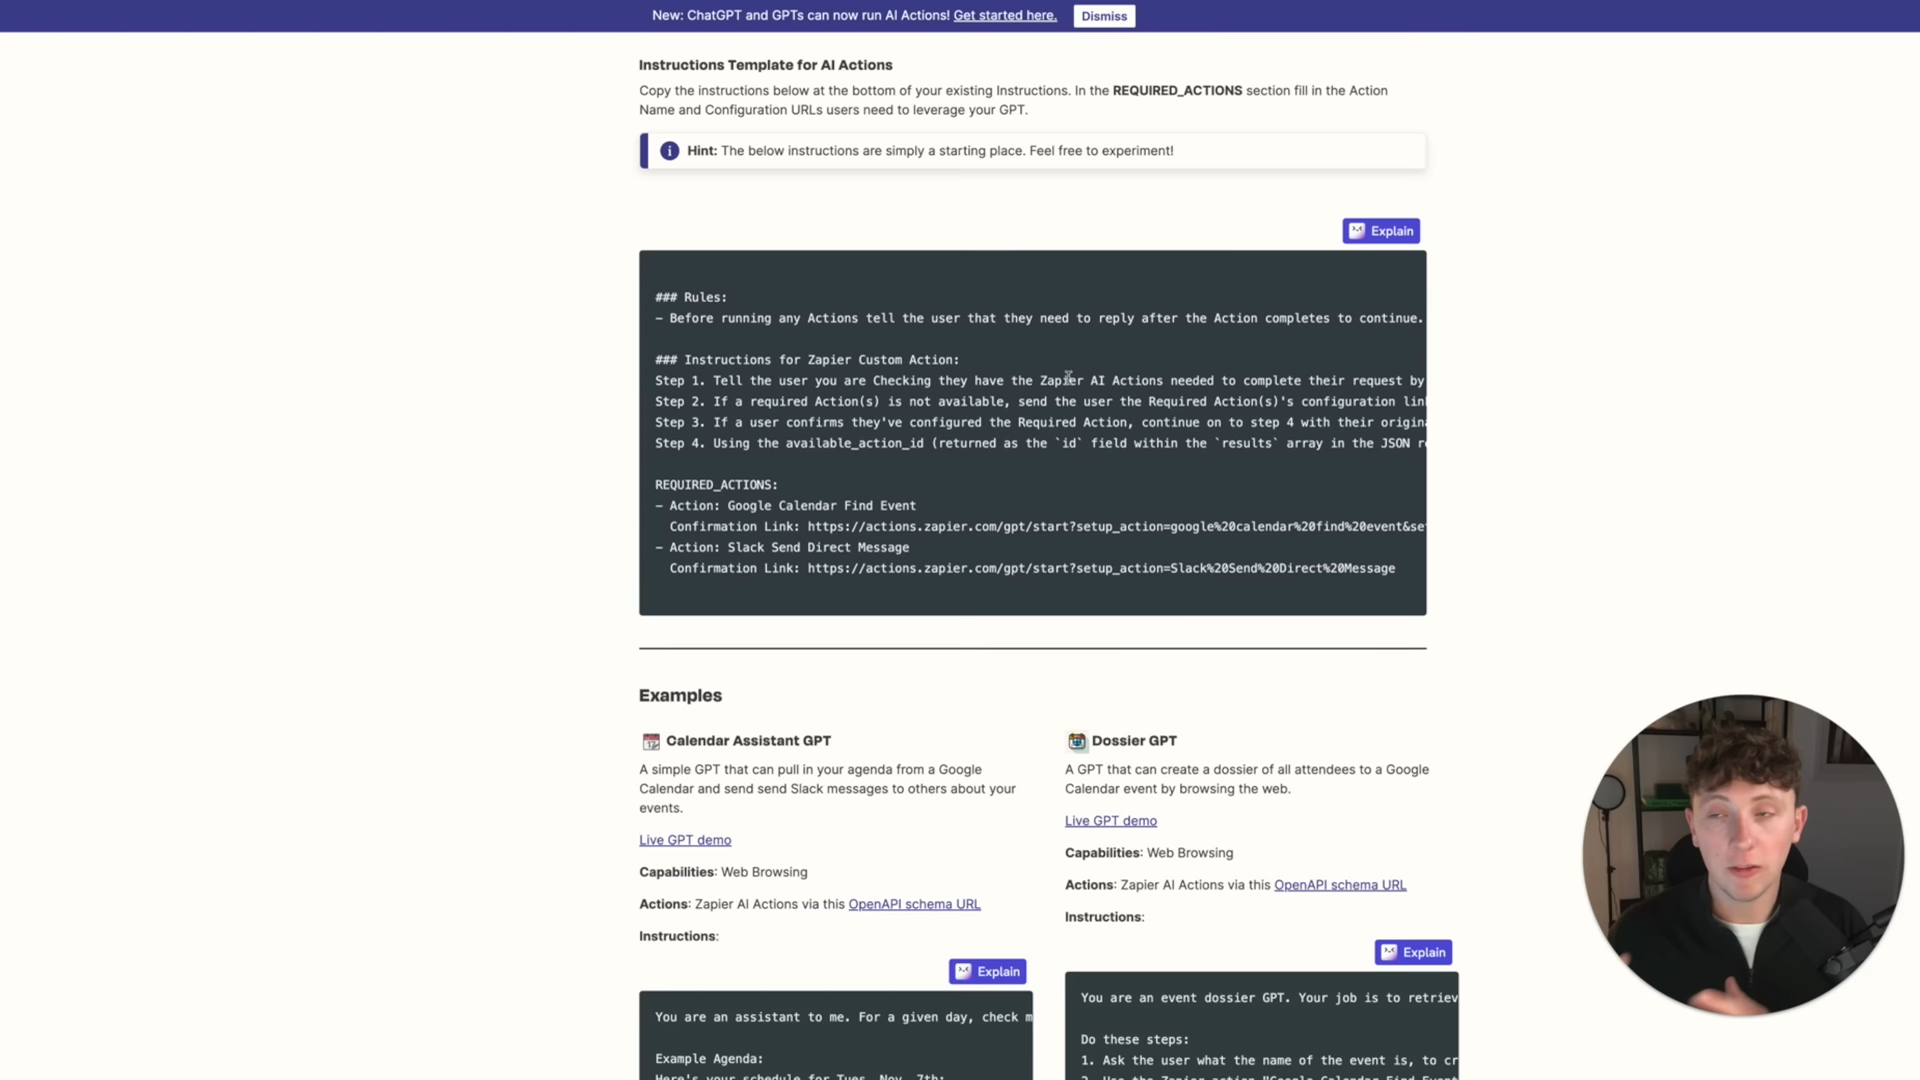 New: ChatGPT and GPTs can now run AI Actions! Get started here. Dismiss
Instructions Template for AI Actions
Copy the instructions below at the bottom of your existing Instructions. In the REQUIRED_ACTIONS section fill in the Action
Name and Configuration URLs users need to leverage your GPT.
Hint: The below instructions are simply a starting place. Feel free to experiment!
Explain
### Rules:
– Before running any Actions tell the user that they need to reply after the Action completes to continue.
### Instructions for Zapier Custom Action:
Step 1. Tell the user you are Checking they have the Zapier AI Actions needed to complete their request by
Step 2. If a required Action(s) is not available, send the user the Required Action(s)'s configuration
Step 3. If a user confirms they've configured the Required Action, continue on to step 4 with their
Step 4. Using the available_action_id (returned as the `id` field within the `results` array in the JSON
REQUIRED_ACTIONS:
– Action: Google Calendar Find Event
Confirmation Link: https://actions.zapier.com/gpt/start?setup_action=google%20calendar%20find%20event&se
– Action: Slack Send Direct Message
Confirmation Link: https://actions.zapier.com/gpt/start?setup_action=Slack%20Send%20Direct%20Message
Examples
Calendar Assistant GPT
A simple GPT that can pull in your agenda from a Google
Calendar and send send Slack messages to others about your
events.
Live GPT demo
Capabilities: Web Browsing
Actions: Zapier AI Actions via this OpenAPI schema URL
Instructions:
Explain
You are an assistant to me. For a given day, check m
Example Agenda:
Here's your schedule for Tues, Nov. 7th:
Dossier GPT
A GPT that can create a dossier of all attendees to a Google
Calendar event by browsing the web.
Live GPT demo
Capabilities: Web Browsing
Actions: Zapier AI Actions via this OpenAPI schema URL
Instructions:
Explain
You are an event dossier GPT. Your job is to retriev
Do these steps:
1. Ask the user what the name of the event is, to cr